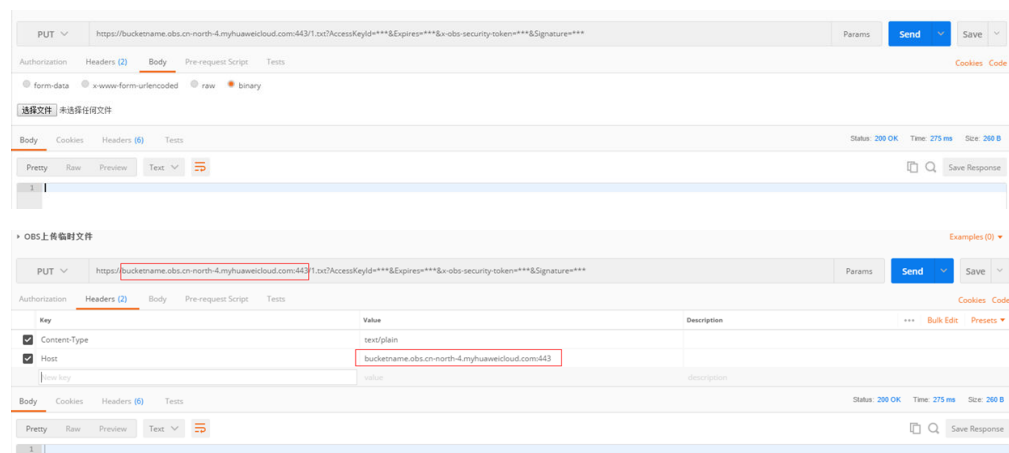 PUT https://bucketname.obs.cn-north-4.myhuaweicloud.com:443/1.txt?AccessKeyId=***&Expires=***&x-obs-security-token=***&Signature=*** Params Send Save
Authorization Headers (2) Body Pre-request Script Tests Cookies Code
form-data x-www-form-urlencoded raw binary
选择文件 未选择任何文件
Body Cookies Headers (6) Tests Status: 200 OK Time: 275 ms Size: 260 B
Pretty Raw Preview Text Save Response
1
OBS上传临时文件 Examples (0)
PUT https://bucketname.obs.cn-north-4.myhuaweicloud.com:443/1.txt?AccessKeyId=***&Expires=***&x-obs-security-token=***&Signature=*** Params Send Save
Authorization Headers (2) Body Pre-request Script Tests Cookies Code
Key Value Description ••• Bulk Edit Presets
Content-Type text/plain
Host bucketname.obs.cn-north-4.myhuaweicloud.com:443
New key value description
Body Cookies Headers (6) Tests Status: 200 OK Time: 275 ms Size: 260 B
Pretty Raw Preview Text Save Response
1